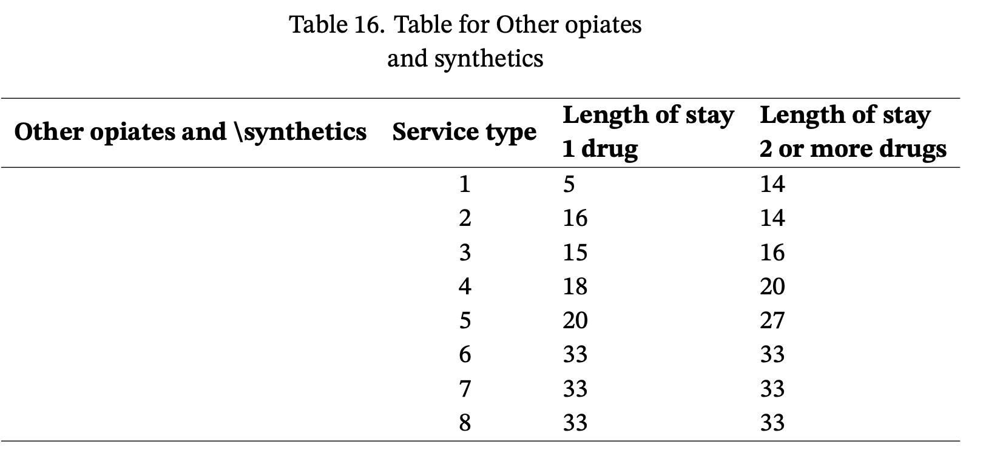 Table 16. Table for Other opiates
and synthetics
Other opiates and \synthetics Service type Length of stay 1 drug Length of stay 2 or more drugs
1 5 14
2 16 14
3 15 16
4 18 20
5 20 27
6 33 33
7 33 33
8 33 33